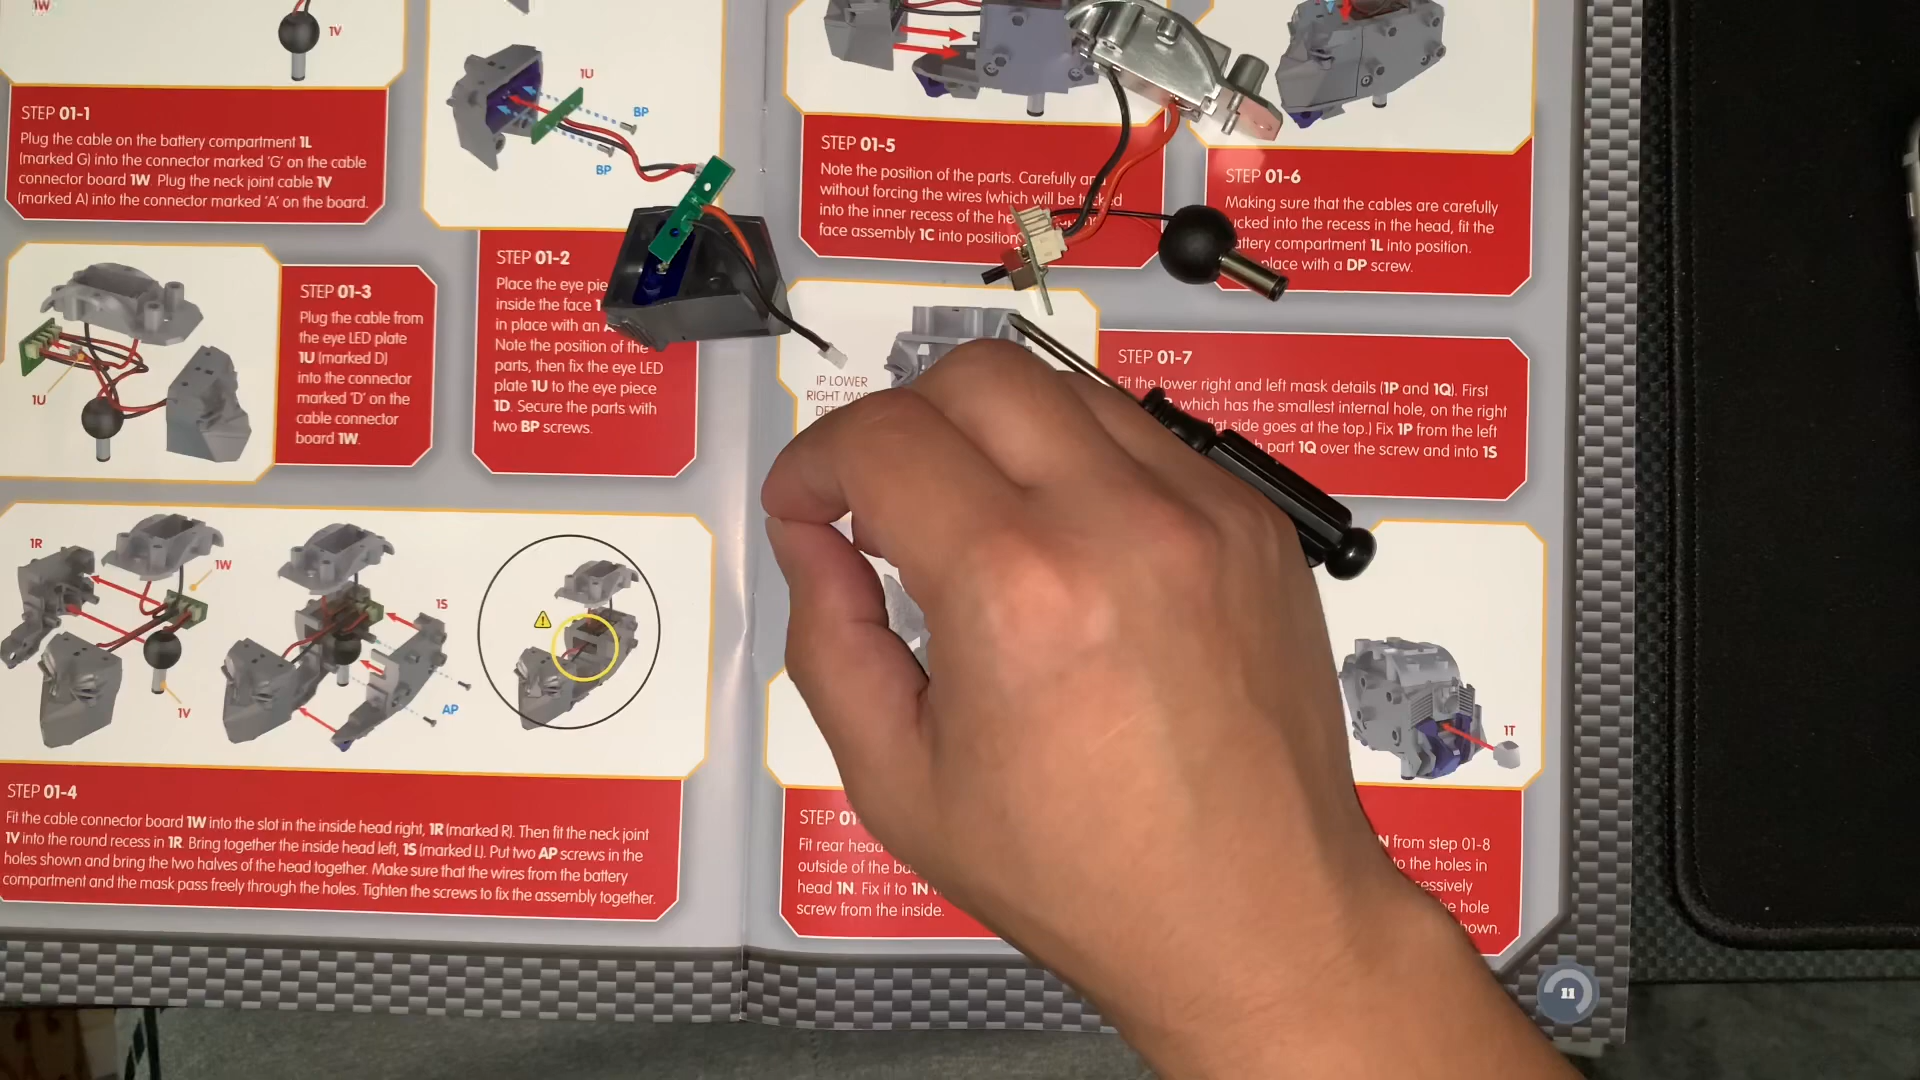 1W
1V
STEP 01-1
Plug the cable on the battery compartment 1L
(marked G) into the connector marked 'G' on the cable
connector board 1W. Plug the neck joint cable 1V
(marked A) into the connector marked 'A' on the board.
1U
BP
BP
STEP 01-2
Place the eye pie
inside the face 1
in place with an A
Note the position of the
parts, then fix the eye LED
plate 1U to the eye piece
1D. Secure the parts with
two BP screws.
1U
STEP 01-3
Plug the cable from
the eye LED plate
1U (marked D)
into the connector
marked 'D' on the
cable connector
board 1W.
1R
1W
1V
1S
AP
STEP 01-4
Fit the cable connector board 1W into the slot in the inside head right, 1R (marked R). Then fit the neck joint
1V into the round recess in 1R. Bring together the inside head left, 1S (marked L). Put two AP screws in the
holes shown and bring the two halves of the head together. Make sure that the wires from the battery
compartment and the mask pass freely through the holes. Tighten the screws to fix the assembly together.
STEP 01-5
Note the position of the parts. Carefully and
without forcing the wires (which will be tucked
into the inner recess of the he
face assembly 1C into position
STEP 01-6
Making sure that the cables are carefully
ucked into the recess in the head, fit the
attery compartment 1L into position.
place with a DP screw.
1P LOWER
RIGHT MAS
DET
STEP 01-7
Fit the lower right and left mask details (1P and 1Q). First
which has the smallest internal hole, on the right
flat side goes at the top.) Fix 1P from the left
part 1Q over the screw and into 1S
STEP 01
Fit rear head
outside of the ba
head 1N. Fix it to 1N
screw from the inside.
1T
N from step 01-8
to the holes in
essively
he hole
hown.
11